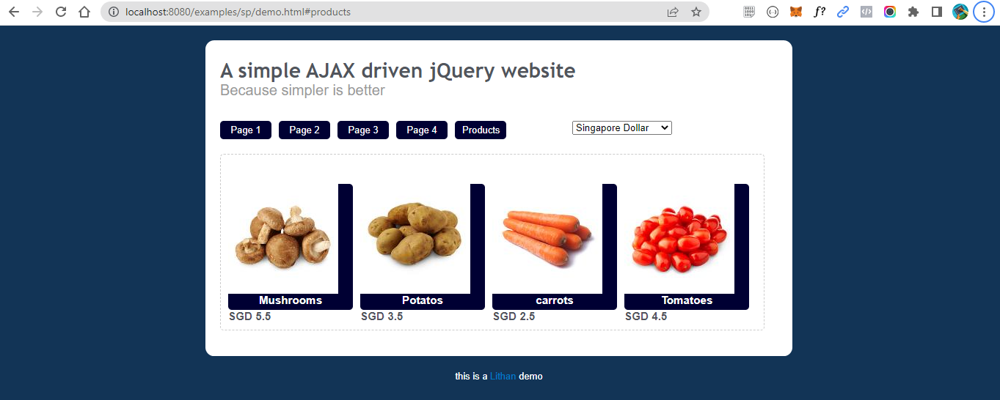 localhost:8080/examples/sp/demo.html#products
A simple AJAX driven jQuery website
Because simpler is better
Page 1 Page 2 Page 3 Page 4 Products Singapore Dollar
Mushrooms Potatos carrots Tomatoes
SGD 5.5 SGD 3.5 SGD 2.5 SGD 4.5
this is a Lithan demo